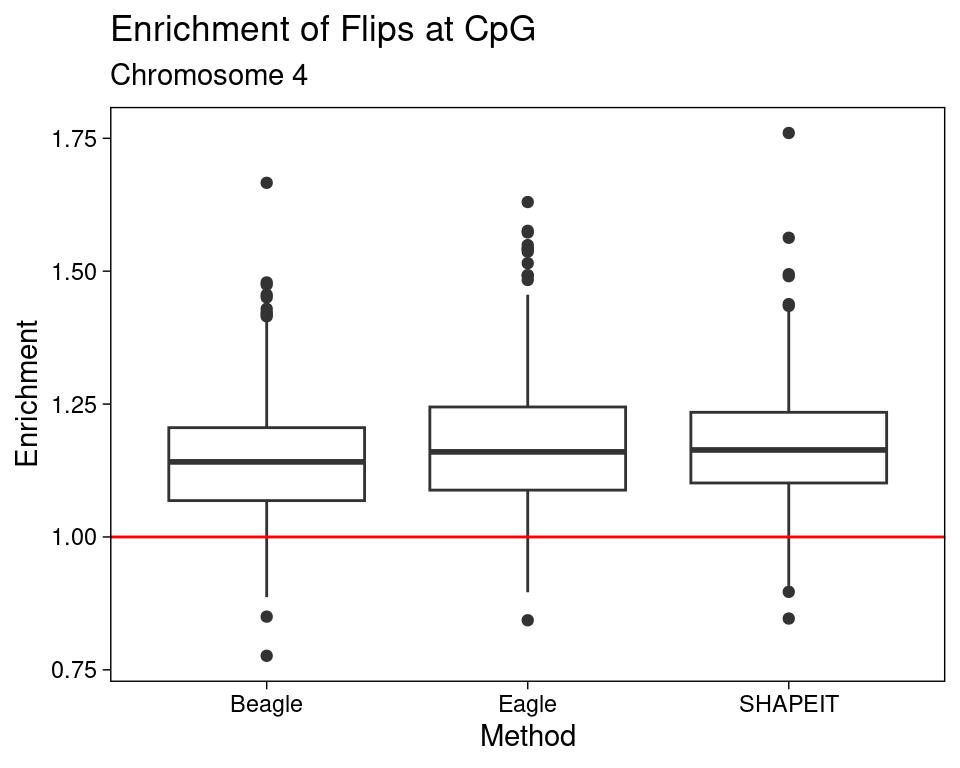 Enrichment of Flips at CpG
Chromosome 4
1.75
1.50
1.25
1.00
0.75
Enrichment
Beagle
Eagle
SHAPEIT
Method